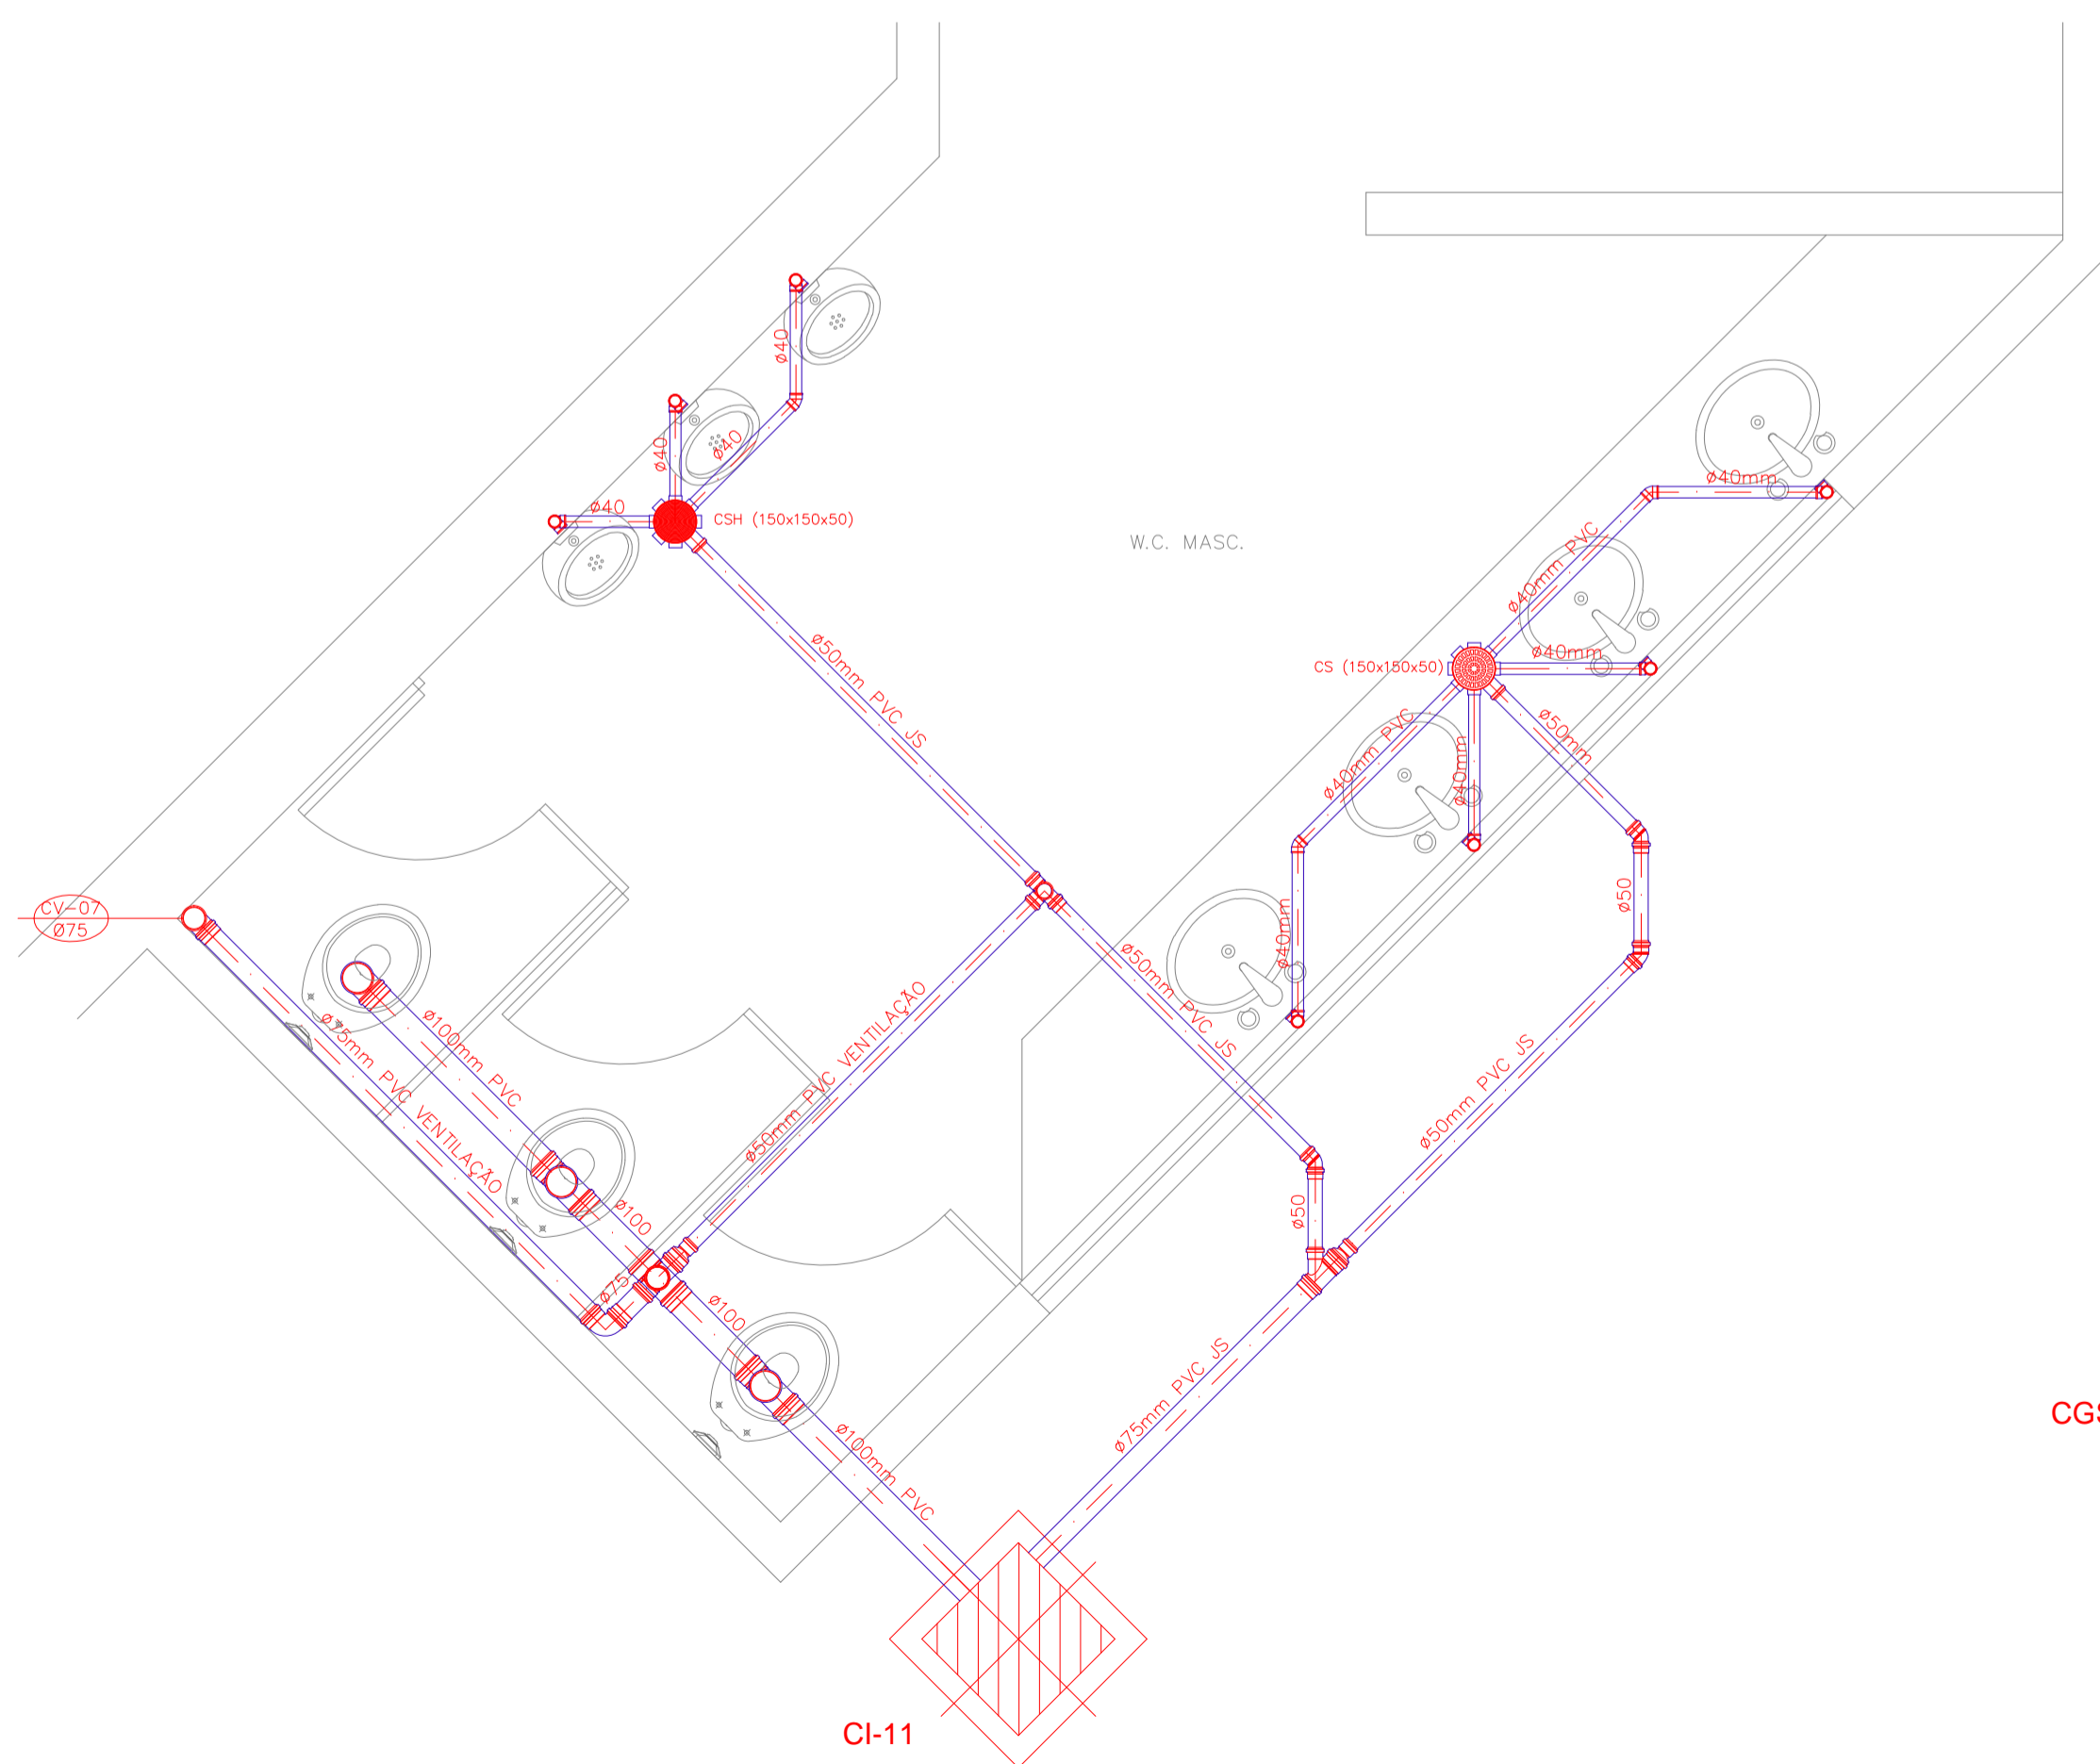 ø40
ø40
ø40
ø40
CSH (150x150x50)
W.C. MASC.
ø40mm
ø40mm PVC
ø40mm
CS (150x150x50)
ø50mm PVC JS
ø40mm PVC
ø40mm
ø50mm
ø50
ø40mm
CV-07
Ø75
ø75mm PVC VENTILAÇÃO
ø100mm PVC
ø50mm PVC VENTILAÇÃO
ø50mm PVC JS
ø50mm PVC JS
ø50
ø100
ø75
ø100
ø75mm PVC JS
ø100mm PVC
CGS
CI-11